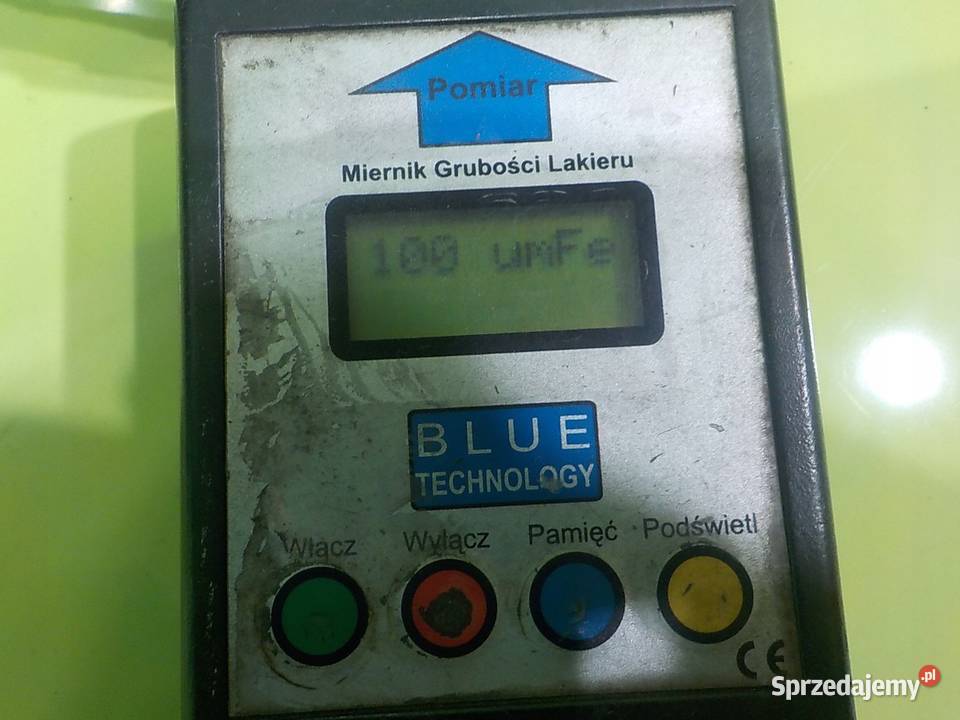 Pomiar
Miernik Grubości Lakieru
100 umFe
BLUE
TECHNOLOGY
Włącz Wyłącz Pamięć Podświetl
CE
Sprzedajemy.pl